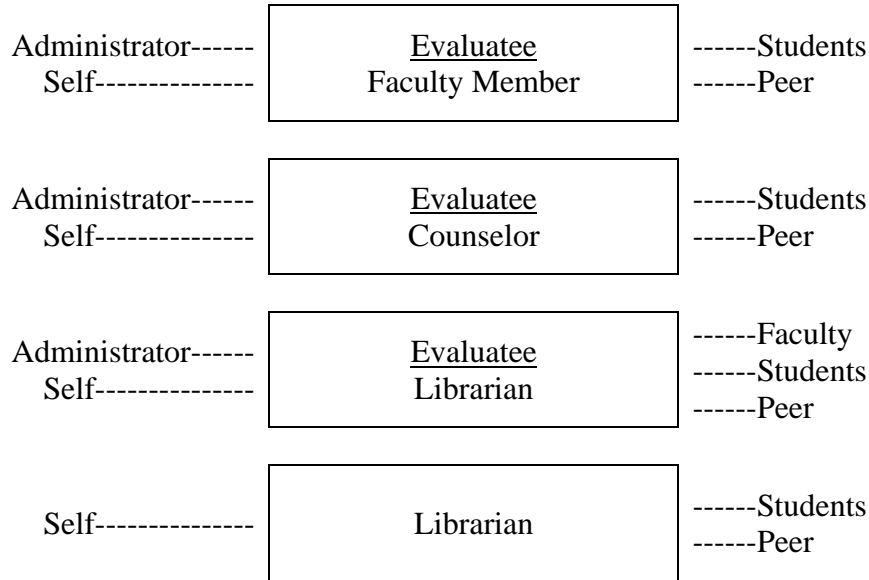 Administrator------ Evaluatee ------Students
Self--------------- Faculty Member ------Peer
Administrator------ Evaluatee ------Students
Self--------------- Counselor ------Peer
------Faculty
Administrator------ Evaluatee ------Students
Self--------------- Librarian ------Peer
------Students
Self--------------- Librarian
------Peer